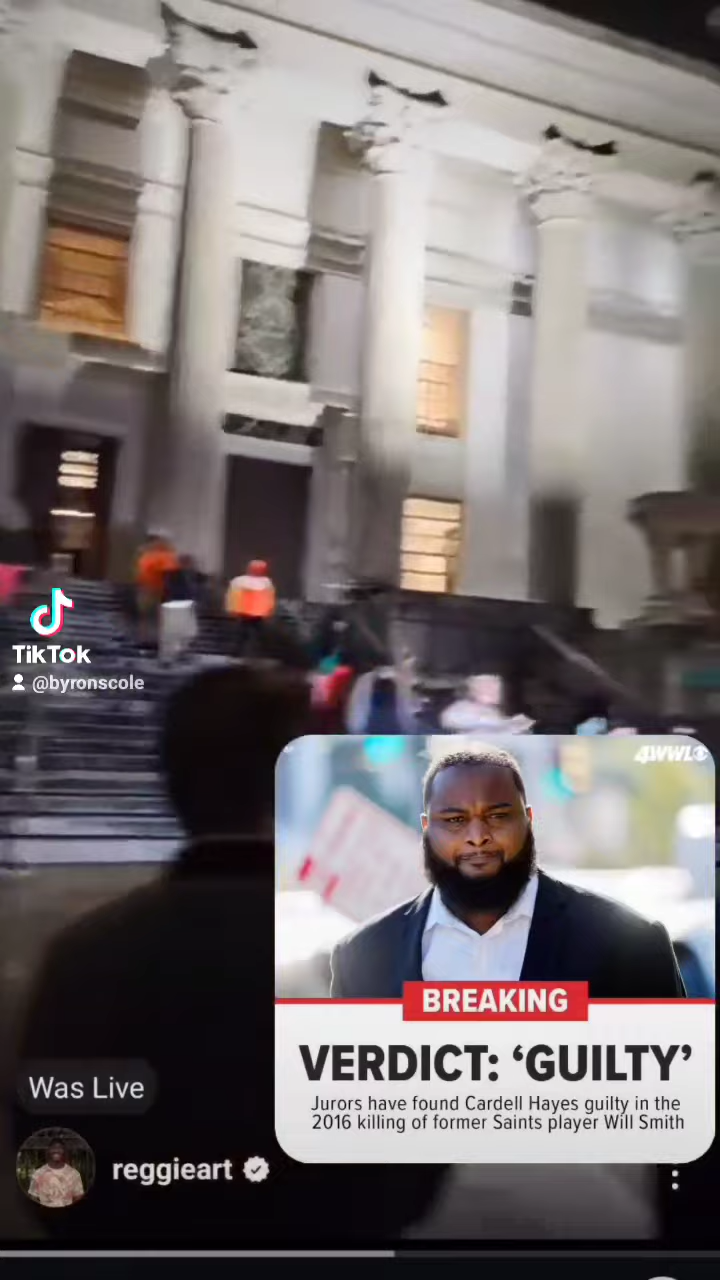 TikTok
@byronscole
4WWL
BREAKING
VERDICT: ‘GUILTY’
Jurors have found Cardell Hayes guilty in the
2016 killing of former Saints player Will Smith
Was Live
reggieart